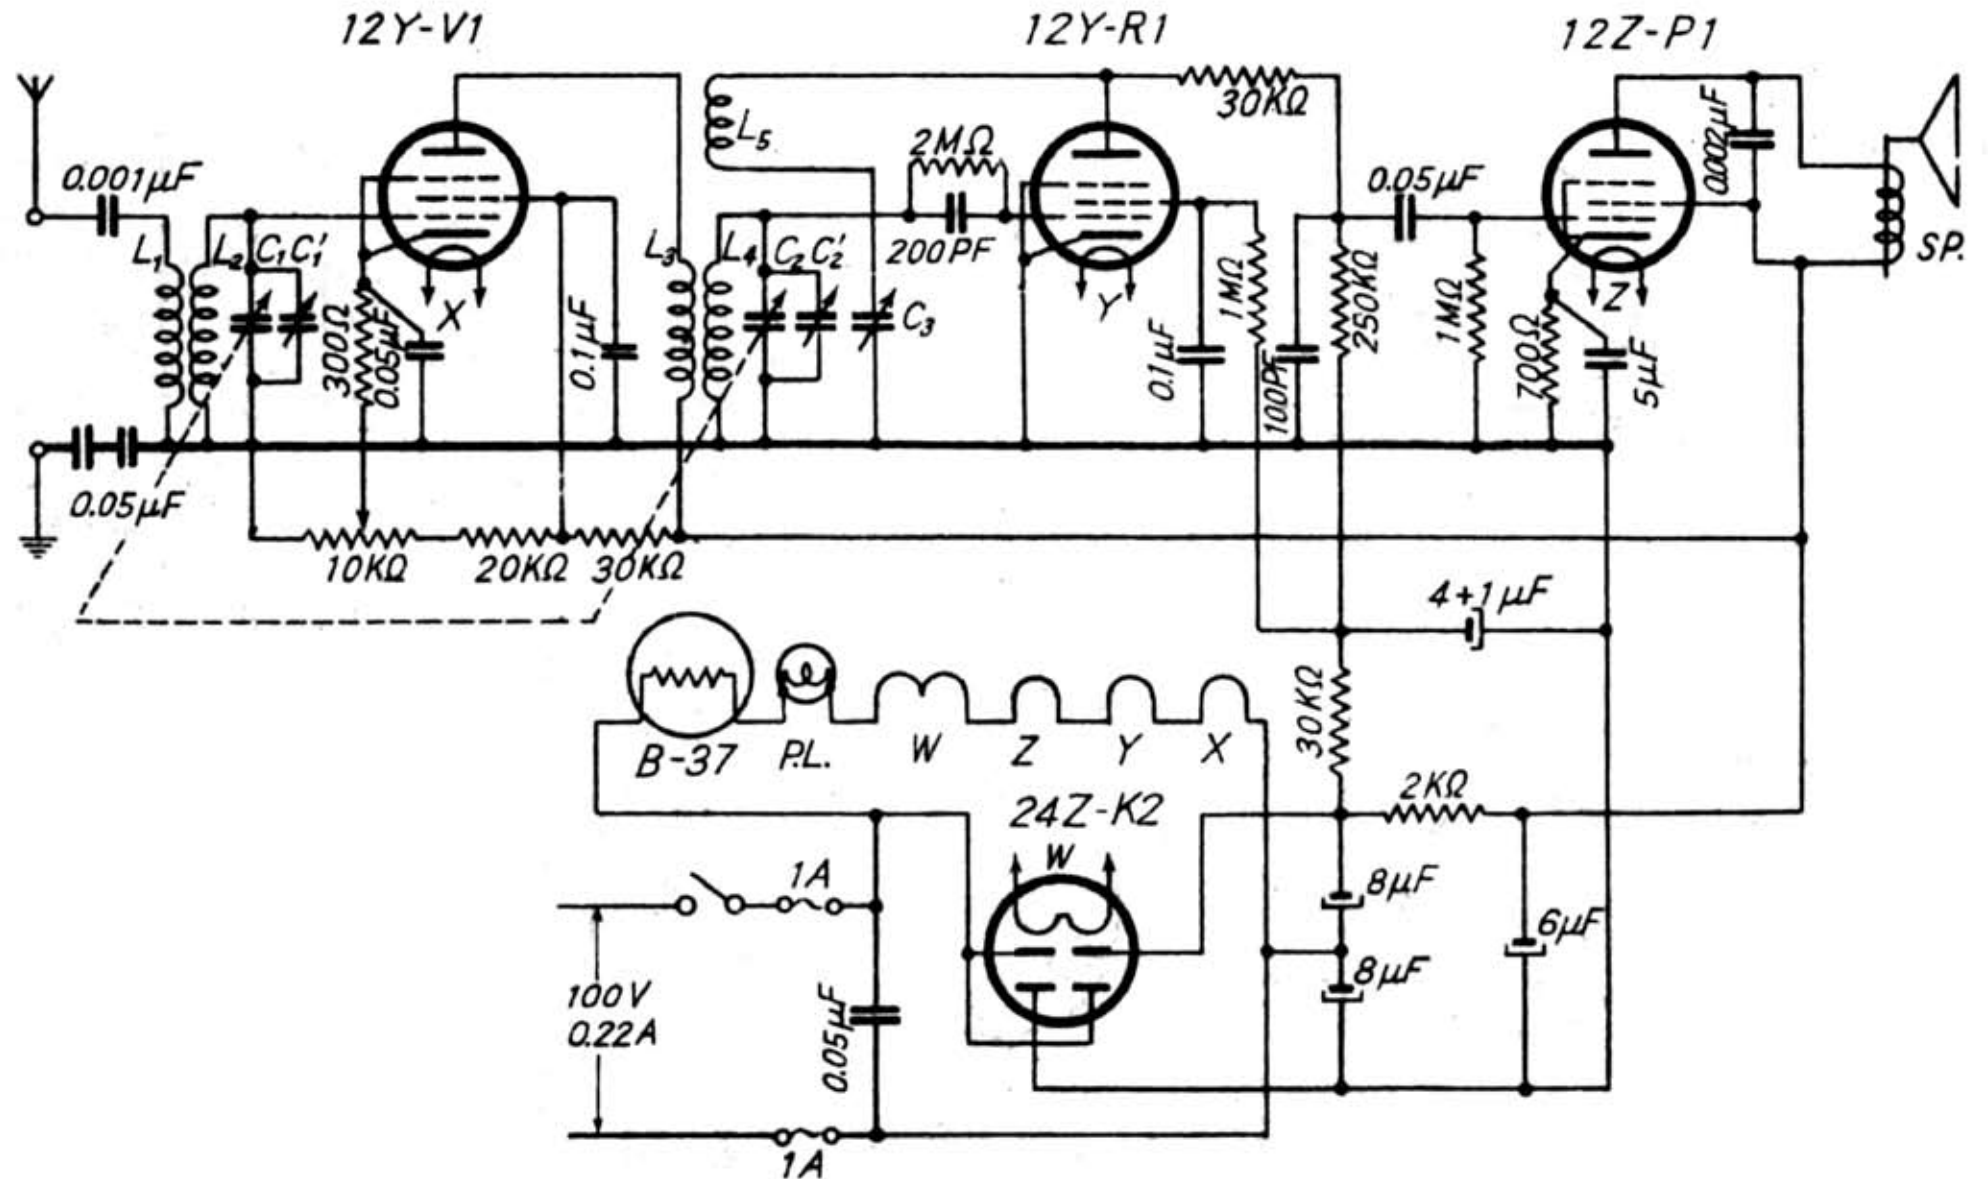 12Y-V1
12Y-R1
12Z-P1
0.001μF
L1
L2
C1
C1'
300Ω
0.05μF
X
0.1μF
0.05μF
10KΩ
20KΩ
30KΩ
L3
L4
L5
C2
C2'
C3
2MΩ
200PF
Y
0.1μF
1MΩ
30KΩ
100PF
250KΩ
0.05μF
1MΩ
700Ω
Z
5μF
0.002μF
SP.
4+1μF
30KΩ
B-37
P.L.
W
Z
Y
X
24Z-K2
W
2KΩ
1A
100V
0.22A
0.05μF
8μF
8μF
6μF
1A